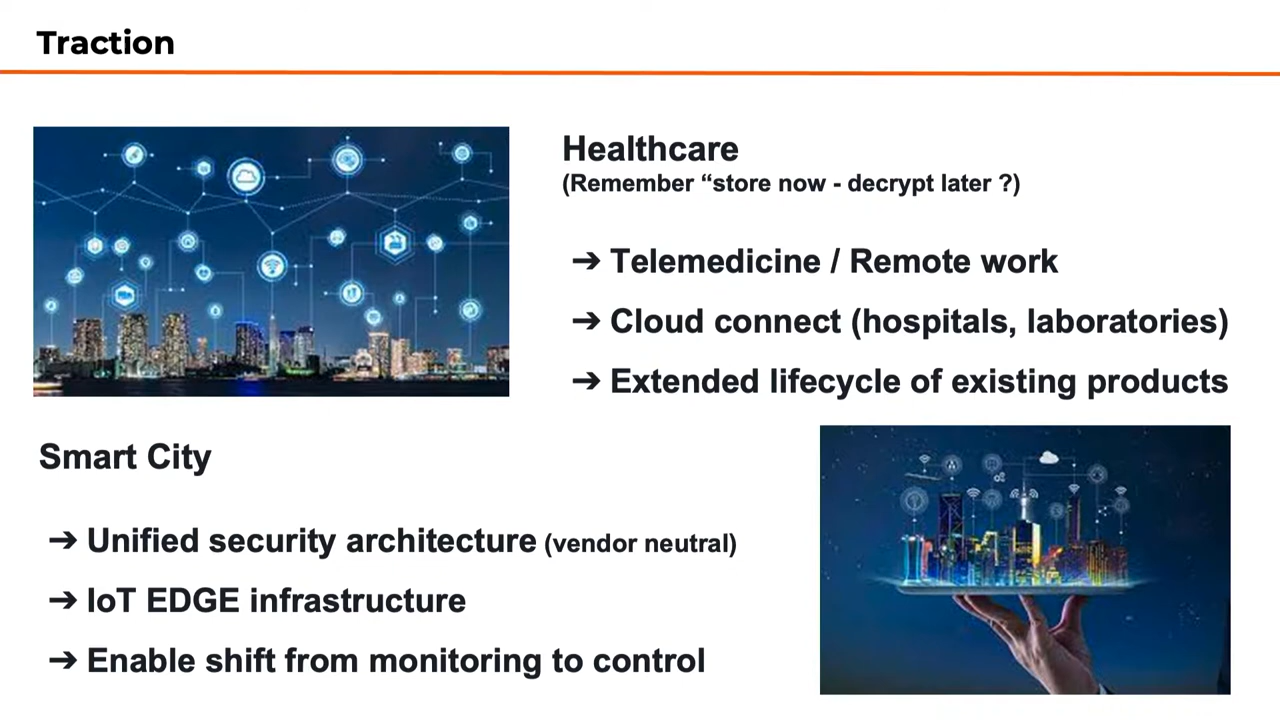 Traction
Healthcare
(Remember “store now - decrypt later ?)
➔ Telemedicine / Remote work
➔ Cloud connect (hospitals, laboratories)
➔ Extended lifecycle of existing products
Smart City
➔ Unified security architecture (vendor neutral)
➔ IoT EDGE infrastructure
➔ Enable shift from monitoring to control